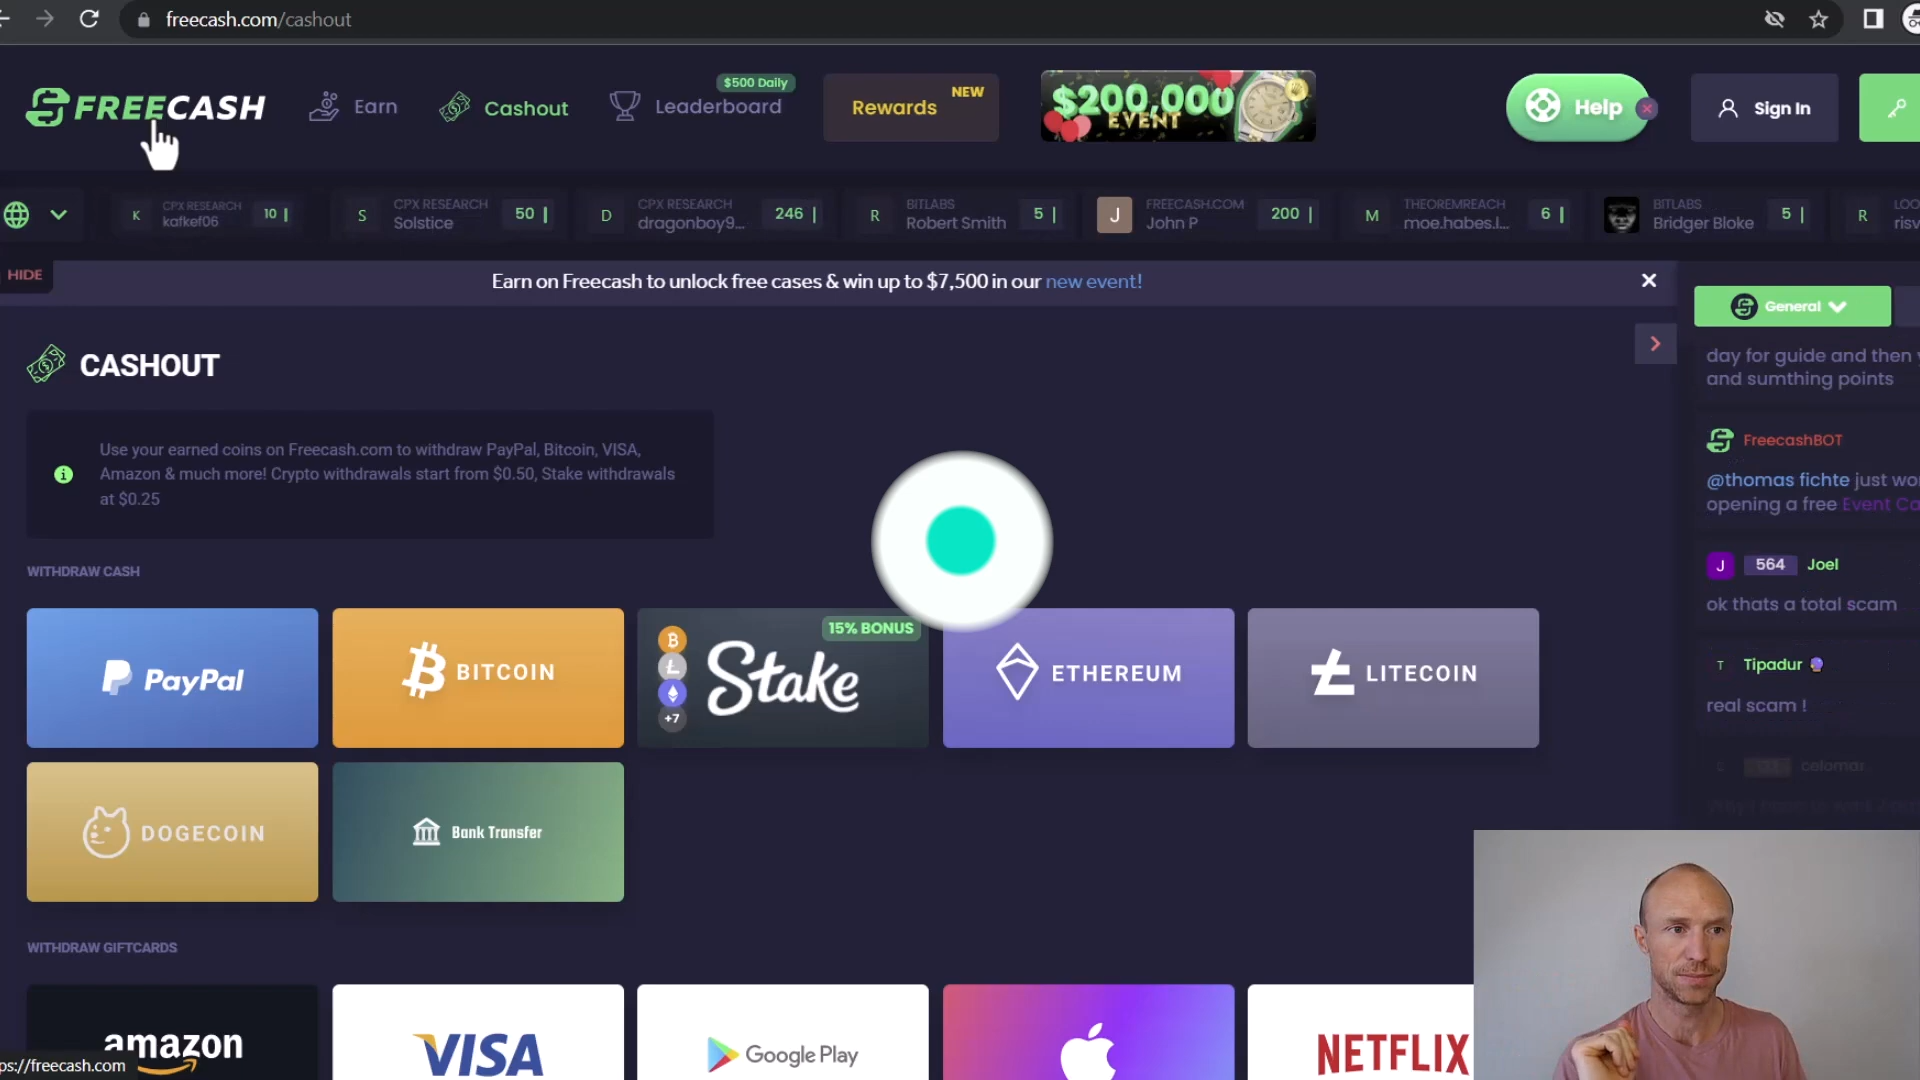 freecash.com/cashout
FREECASH
Earn
Cashout
$500 Daily
Leaderboard
Rewards
NEW
$200,000
EVENT
Help
Sign In
K
CPX RESEARCH
kafkef06
10
S
CPX RESEARCH
Solstice
50
D
CPX RESEARCH
dragonboy9...
246
R
BITLABS
Robert Smith
5
J
FREECASH.COM
John P
200
M
THEOREMREACH
moe.habes.l...
6
BITLABS
Bridger Bloke
5
R
LOO
risv
HIDE
Earn on Freecash to unlock free cases & win up to $7,500 in our new event!
General
CASHOUT
day for guide and then y
and sumthing points
Use your earned coins on Freecash.com to withdraw PayPal, Bitcoin, VISA,
Amazon & much more! Crypto withdrawals start from $0.50, Stake withdrawals
at $0.25
FreecashBOT
@thomas fichte just wo
opening a free Event Ca
J
564
Joel
ok thats a total scam
T
Tipadur
real scam !
celomar
WITHDRAW CASH
PayPal
BITCOIN
15% BONUS
+7
Stake
ETHEREUM
LITECOIN
DOGECOIN
Bank Transfer
WITHDRAW GIFTCARDS
amazon
VISA
Google Play
NETFLIX
ps://freecash.com